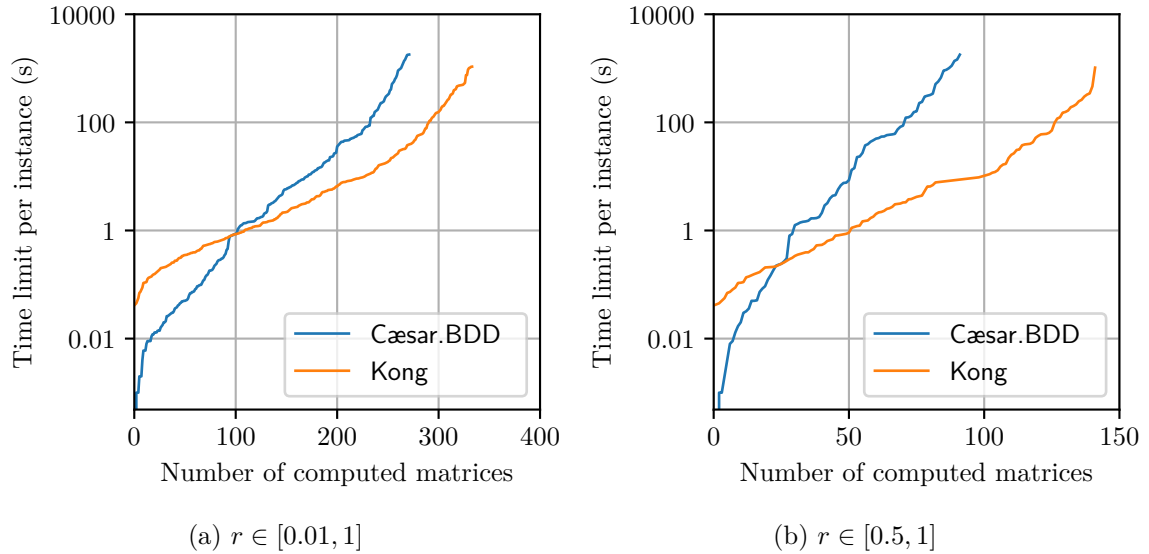 10000
100
1
0.01
Time limit per instance (s)
Cæsar.BDD
Kong
0 100 200 300 400
Number of computed matrices
(a) r ∈ [0.01, 1]
10000
100
1
0.01
Time limit per instance (s)
Cæsar.BDD
Kong
0 50 100 150
Number of computed matrices
(b) r ∈ [0.5, 1]